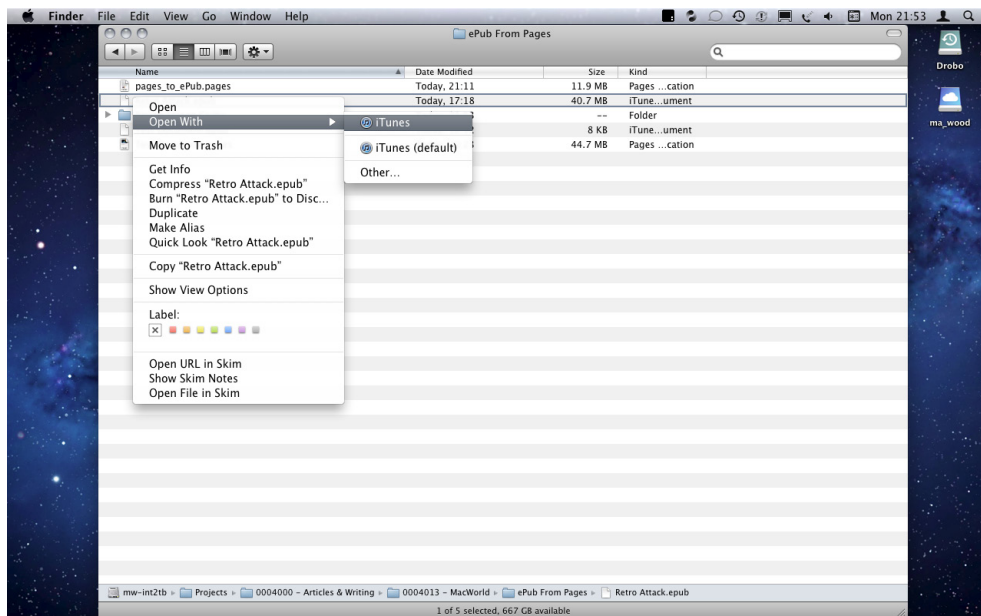 Finder File Edit View Go Window Help Mon 21:53
ePub From Pages
Name Date Modified Size Kind
pages_to_ePub.pages Today, 21:11 11.9 MB Pages ...cation
Today, 17:18 40.7 MB iTune...ument
-- Folder
8 KB iTune...ument
44.7 MB Pages ...cation
Open
Open With
iTunes
iTunes (default)
Other...
Move to Trash
Get Info
Compress “Retro Attack.epub”
Burn “Retro Attack.epub” to Disc...
Duplicate
Make Alias
Quick Look “Retro Attack.epub”
Copy “Retro Attack.epub”
Show View Options
Label:
Open URL in Skim
Show Skim Notes
Open File in Skim
Drobo
ma_wood
mw-int2tb Projects 0004000 - Articles & Writing 0004013 - MacWorld ePub From Pages Retro Attack.epub
1 of 5 selected, 667 GB available